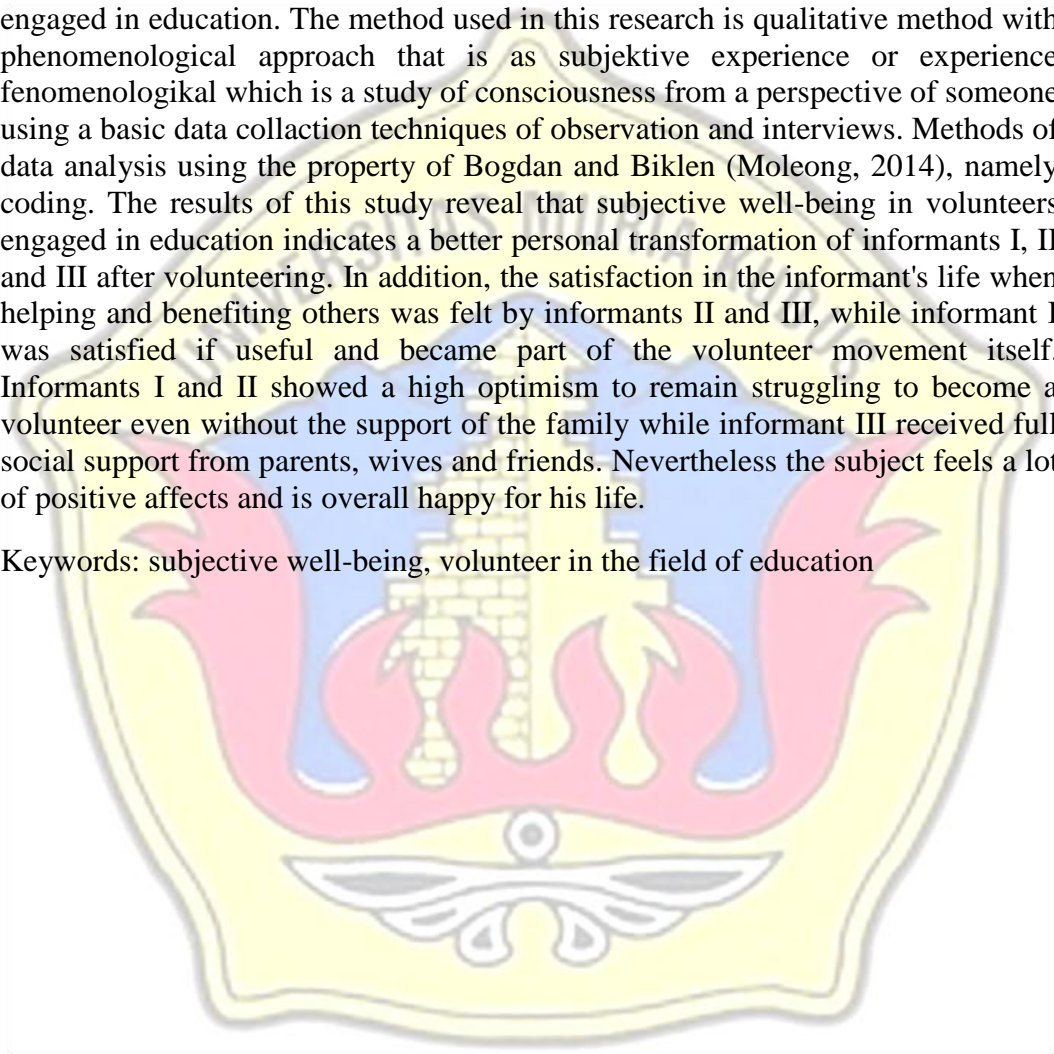 engaged in education. The method used in this research is qualitative method with
phenomenological approach that is as subjektive experience or experience
fenomenologikal which is a study of consciousness from a perspective of someone
using a basic data collaction techniques of observation and interviews. Methods of
data analysis using the property of Bogdan and Biklen (Moleong, 2014), namely
coding. The results of this study reveal that subjective well-being in volunteers
engaged in education indicates a better personal transformation of informants I, II
and III after volunteering. In addition, the satisfaction in the informant's life when
helping and benefiting others was felt by informants II and III, while informant I
was satisfied if useful and became part of the volunteer movement itself.
Informants I and II showed a high optimism to remain struggling to become a
volunteer even without the support of the family while informant III received full
social support from parents, wives and friends. Nevertheless the subject feels a lot
of positive affects and is overall happy for his life.
Keywords: subjective well-being, volunteer in the field of education
UNIVERSITAS MURIA KUDUS